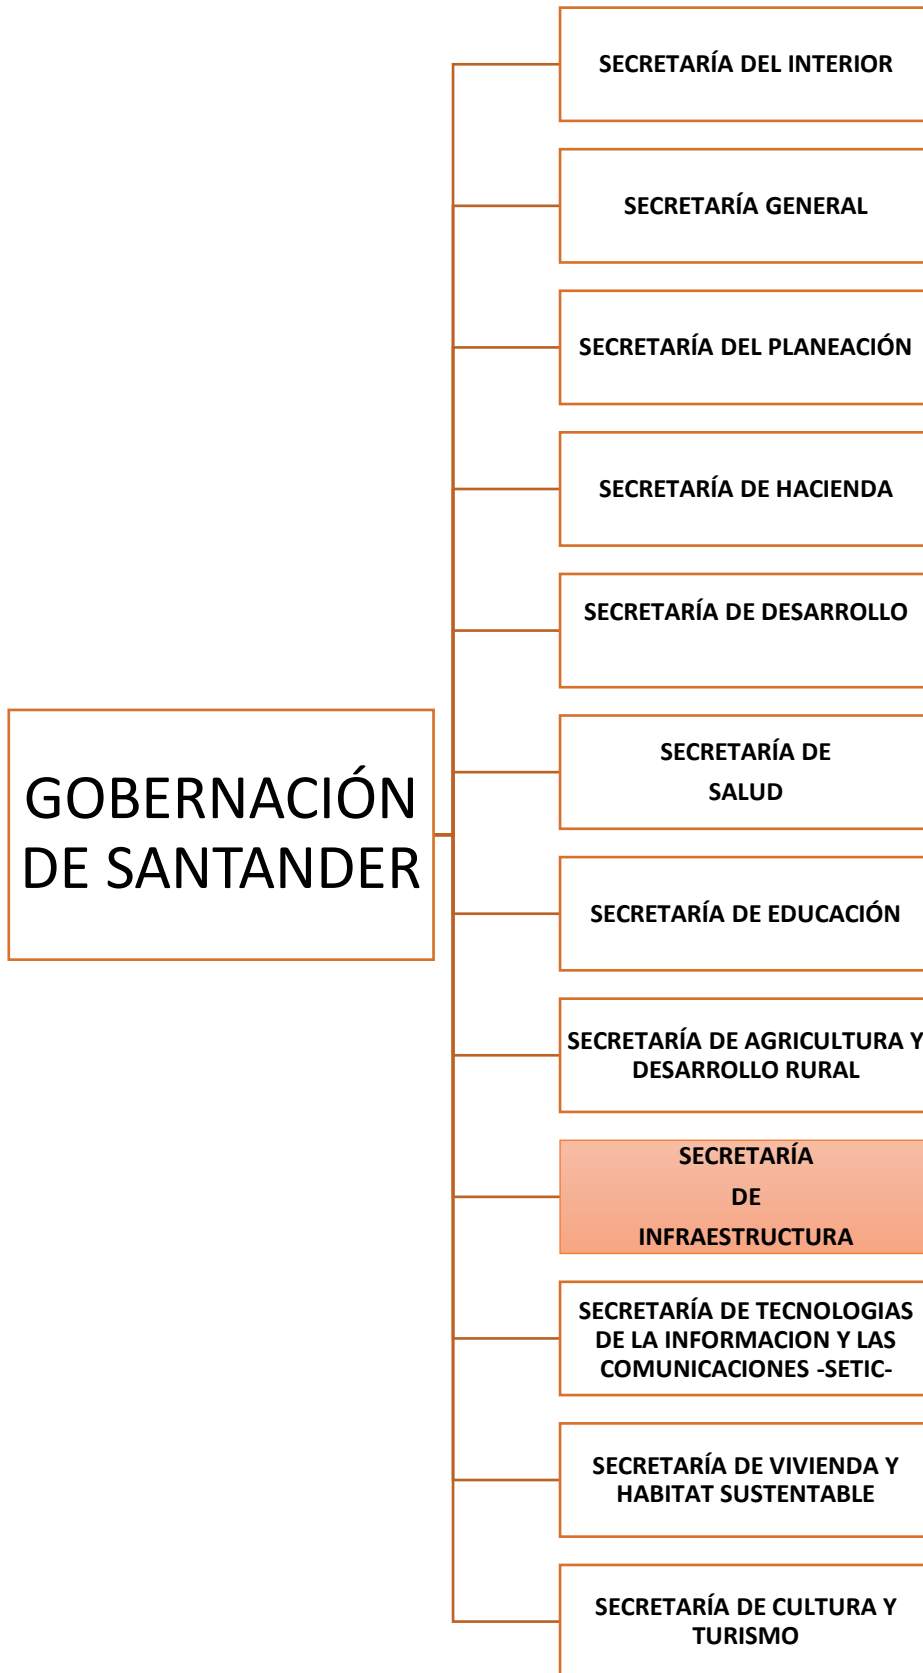 SECRETARÍA DEL INTERIOR
SECRETARÍA GENERAL
SECRETARÍA DEL PLANEACIÓN
SECRETARÍA DE HACIENDA
SECRETARÍA DE DESARROLLO
GOBERNACIÓN
DE SANTANDER
SECRETARÍA DE
SALUD
SECRETARÍA DE EDUCACIÓN
SECRETARÍA DE AGRICULTURA Y
DESARROLLO RURAL
SECRETARÍA
DE
INFRAESTRUCTURA
SECRETARÍA DE TECNOLOGIAS
DE LA INFORMACION Y LAS
COMUNICACIONES -SETIC-
SECRETARÍA DE VIVIENDA Y
HABITAT SUSTENTABLE
SECRETARÍA DE CULTURA Y
TURISMO